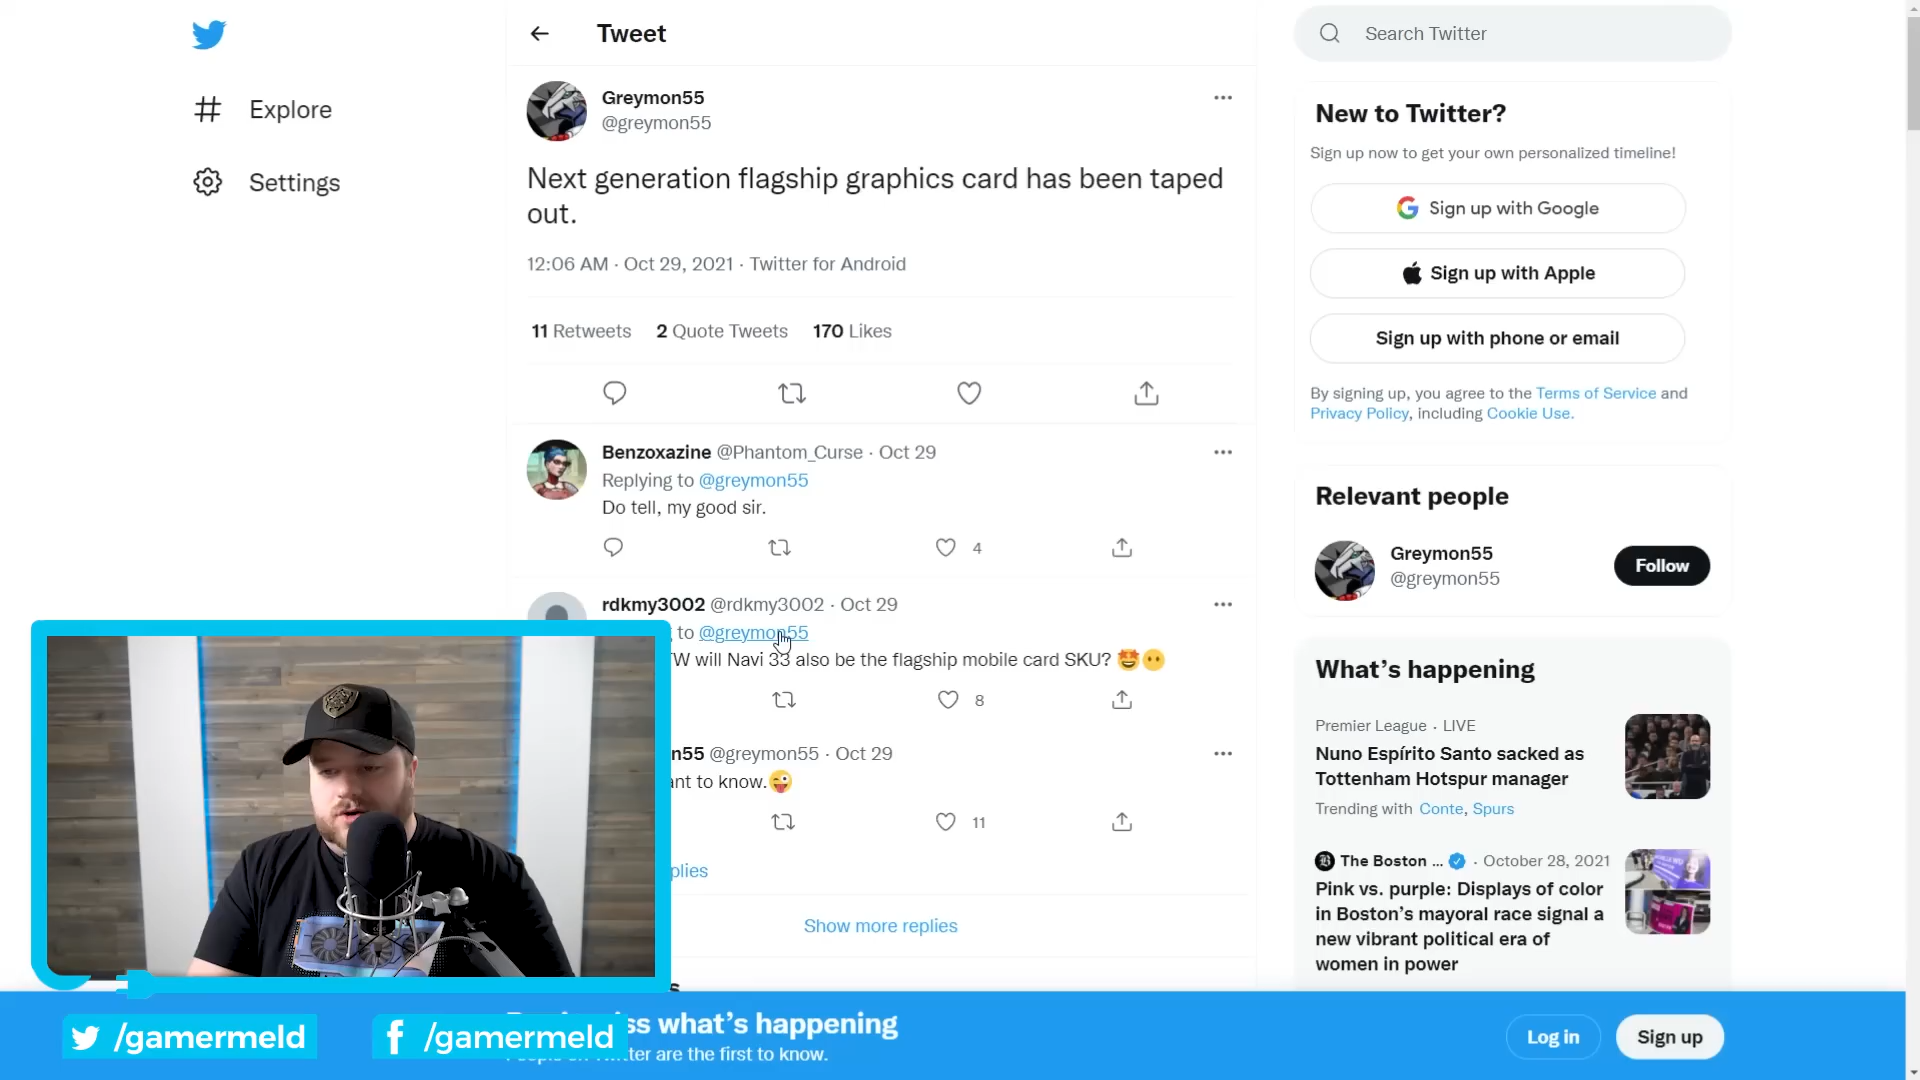 Explore
Settings
Tweet
Greymon55
@greymon55
Next generation flagship graphics card has been taped
out.
12:06 AM · Oct 29, 2021 · Twitter for Android
11 Retweets 2 Quote Tweets 170 Likes
Benzoxazine @Phantom_Curse · Oct 29
Replying to @greymon55
Do tell, my good sir.
4
rdkmy3002 @rdkmy3002 · Oct 29
to @greymon55
will Navi 33 also be the flagship mobile card SKU? 🤩😶
8
n55 @greymon55 · Oct 29
to know.😜
11
Show more replies
Search Twitter
New to Twitter?
Sign up now to get your own personalized timeline!
Sign up with Google
Sign up with Apple
Sign up with phone or email
By signing up, you agree to the Terms of Service and
Privacy Policy, including Cookie Use.
Relevant people
Greymon55
@greymon55
Follow
What's happening
Premier League · LIVE
Nuno Espírito Santo sacked as
Tottenham Hotspur manager
Trending with Conte, Spurs
The Boston ... · October 28, 2021
Pink vs. purple: Displays of color
in Boston's mayoral race signal a
new vibrant political era of
women in power
/gamermeld
/gamermeld
what's happening
are the first to know.
Log in
Sign up